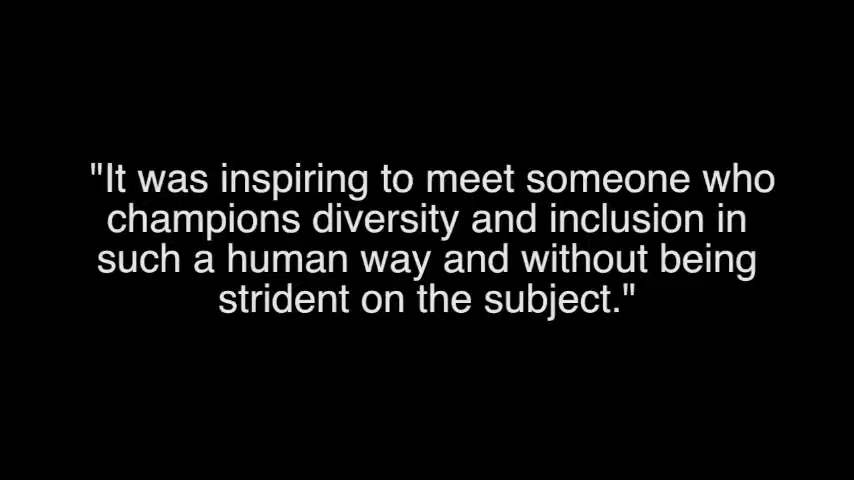 "It was inspiring to meet someone who
champions diversity and inclusion in
such a human way and without being
strident on the subject."